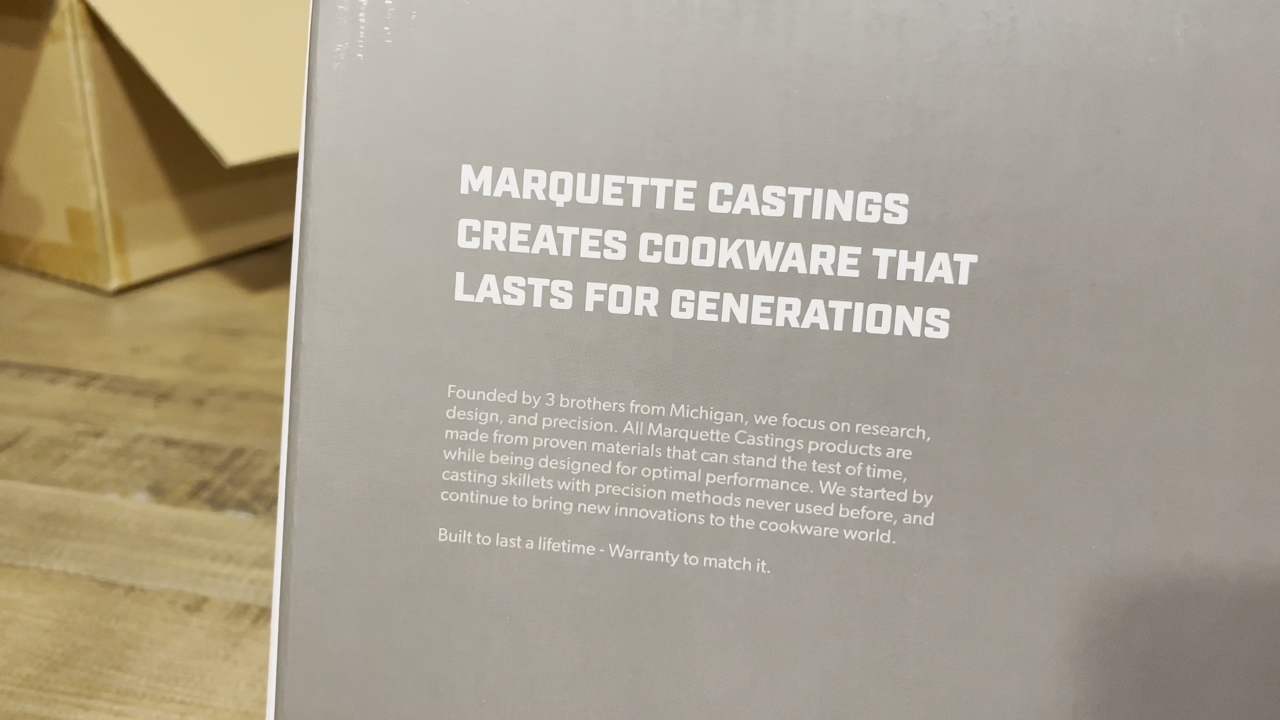 MARQUETTE CASTINGS
CREATES COOKWARE THAT
LASTS FOR GENERATIONS
Founded by 3 brothers from Michigan, we focus on research,
design, and precision. All Marquette Castings products are
made from proven materials that can stand the test of time,
while being designed for optimal performance. We started by
casting skillets with precision methods never used before, and
continue to bring new innovations to the cookware world.
Built to last a lifetime - Warranty to match it.